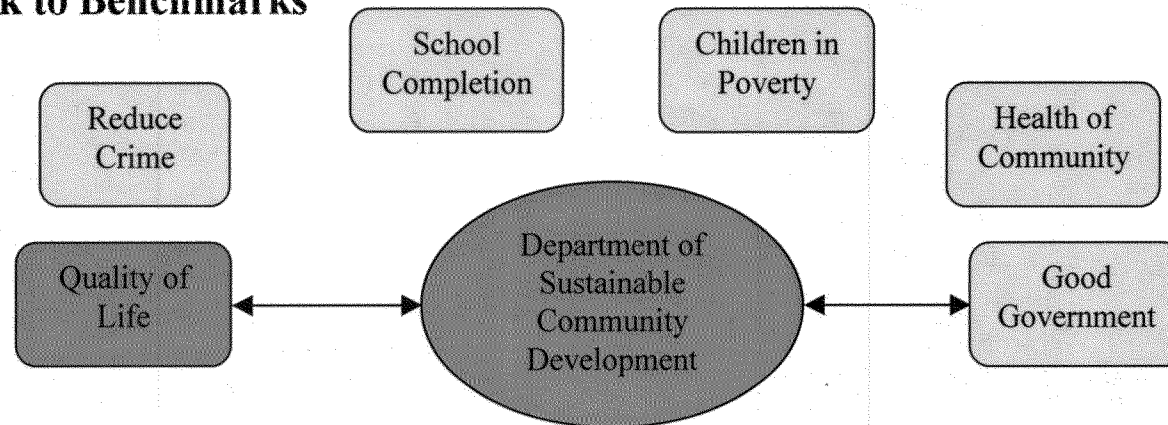 k to Benchmarks
School
Completion
Children in
Poverty
Reduce
Crime
Health of
Community
Quality of
Life
Department of
Sustainable
Community
Development
Good
Government